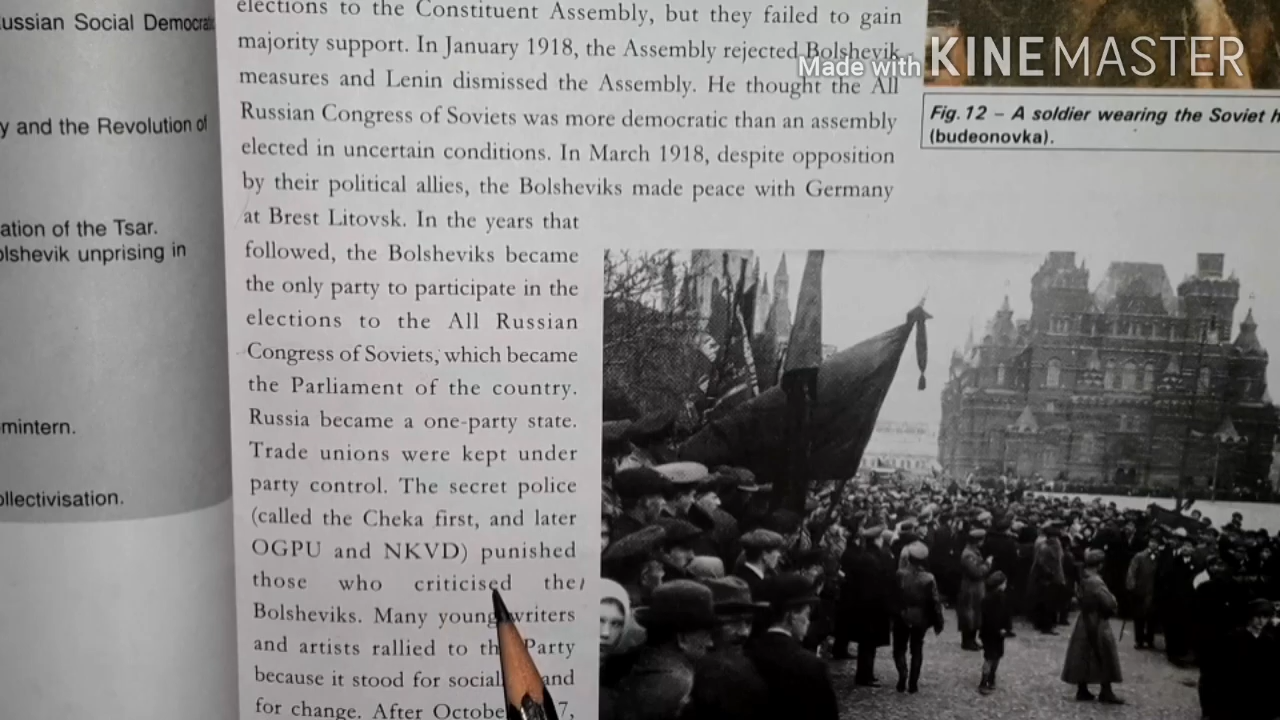 ussian Social Democratic
y and the Revolution of
ation of the Tsar.
olshevik unprising in
omintern.
ollectivisation.
elections to the Constituent Assembly, but they failed to gain
majority support. In January 1918, the Assembly rejected Bolshevik
measures and Lenin dismissed the Assembly. He thought the All
Russian Congress of Soviets was more democratic than an assembly
elected in uncertain conditions. In March 1918, despite opposition
by their political allies, the Bolsheviks made peace with Germany
at Brest Litovsk. In the years that
followed, the Bolsheviks became
the only party to participate in the
elections to the All Russian
Congress of Soviets, which became
the Parliament of the country.
Russia became a one-party state.
Trade unions were kept under
party control. The secret police
(called the Cheka first, and later
OGPU and NKVD) punished
those who criticised the
Bolsheviks. Many young writers
and artists rallied to th Party
because it stood for social and
for change. After Octobe 7,
Made with KINEMASTER
Fig. 12 – A soldier wearing the Soviet h
(budeonovka).